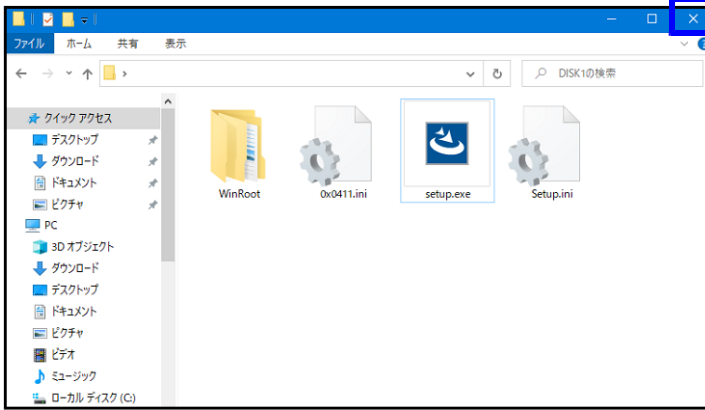 ファイル ホーム 共有 表示
DISK1の検索
クイック アクセス
デスクトップ
ダウンロード
ドキュメント
ピクチャ
PC
3D オブジェクト
ダウンロード
デスクトップ
ドキュメント
ピクチャ
ビデオ
ミュージック
ローカル ディスク (C:)
WinRoot 0x0411.ini setup.exe Setup.ini